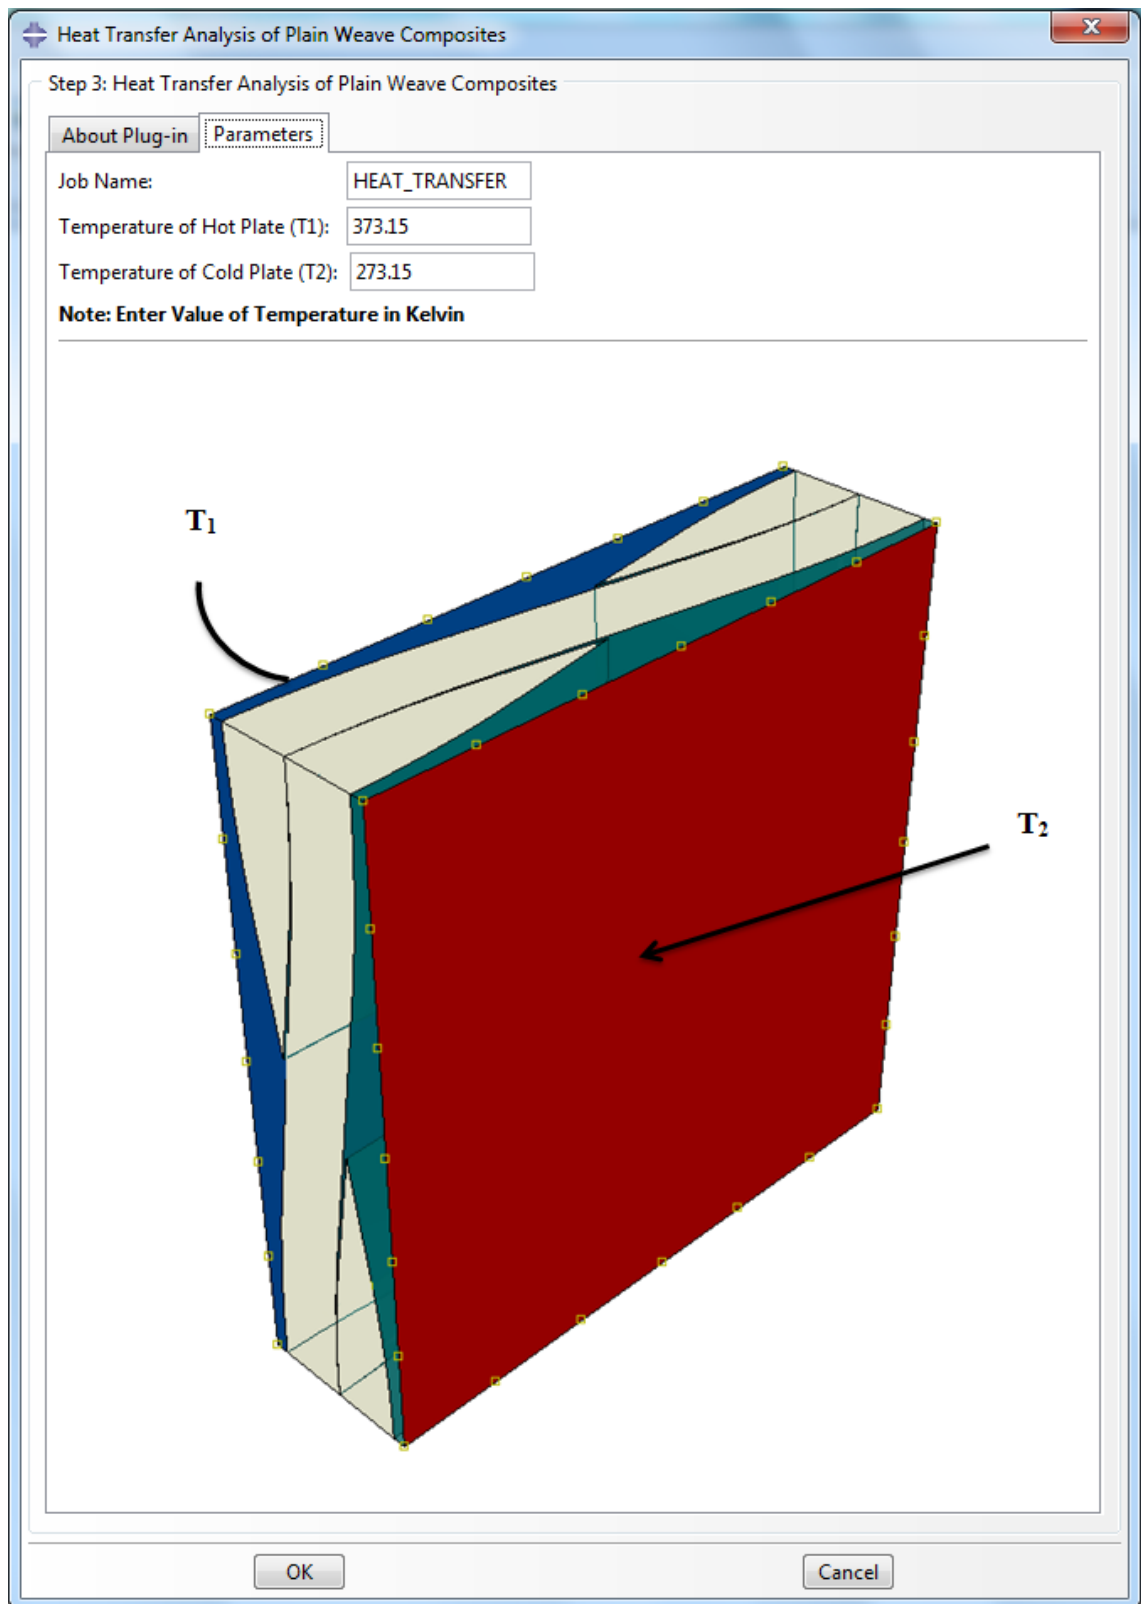 Heat Transfer Analysis of Plain Weave Composites
X
Step 3: Heat Transfer Analysis of Plain Weave Composites
About Plug-in
Parameters
Job Name:
HEAT_TRANSFER
Temperature of Hot Plate (T1):
373.15
Temperature of Cold Plate (T2):
273.15
Note: Enter Value of Temperature in Kelvin
T₁
T₂
OK
Cancel